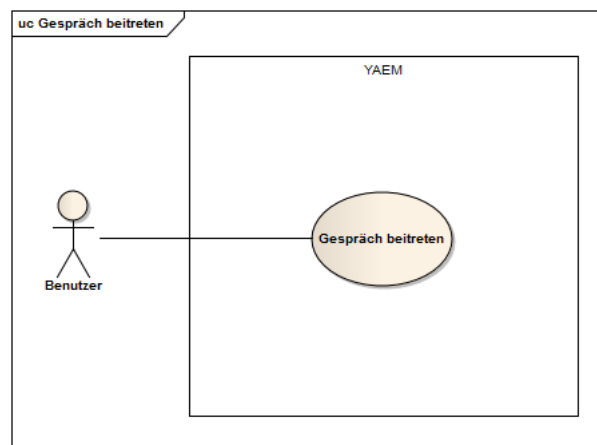 uc Gespräch beitreten
YAEM
Gespräch beitreten
Benutzer